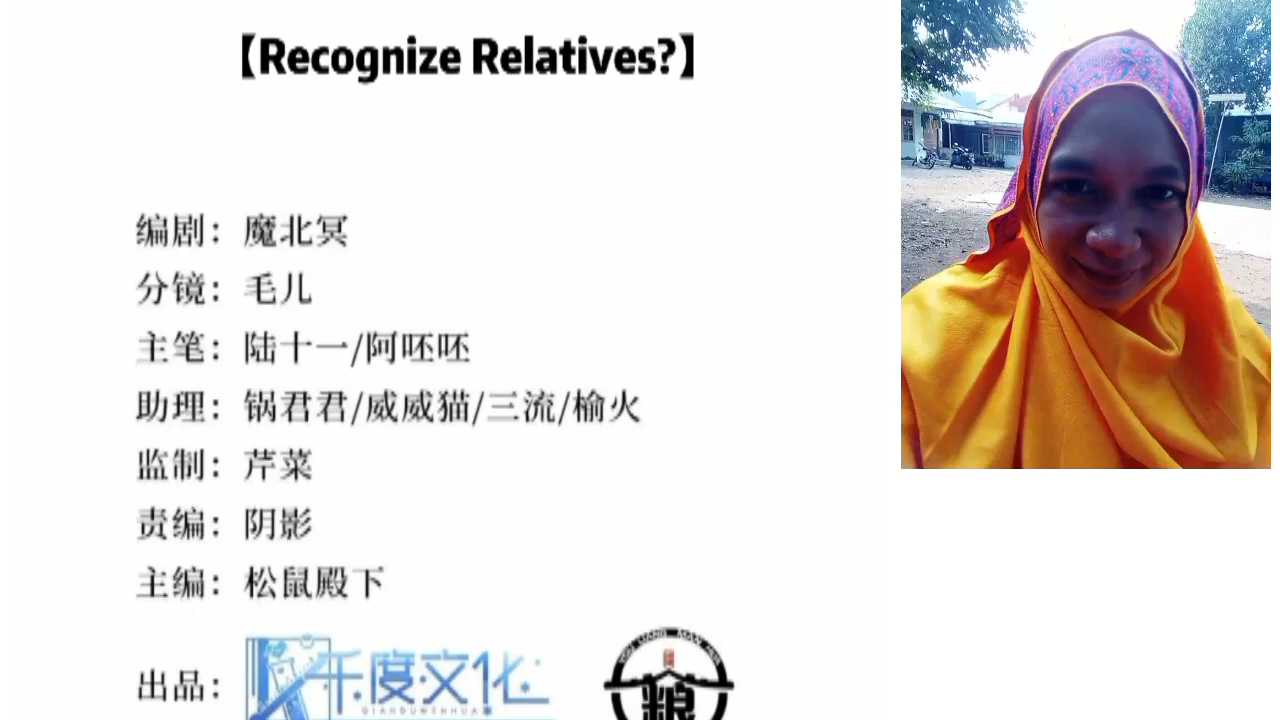 【Recognize Relatives?】
编剧：魔北冥
分镜：毛儿
主笔：陆十一/阿呸呸
助理：锅君君/威威猫/三流/榆火
监制：芹菜
责编：阴影
主编：松鼠殿下
出品：千度文化
QIANDUWENHUA
粮